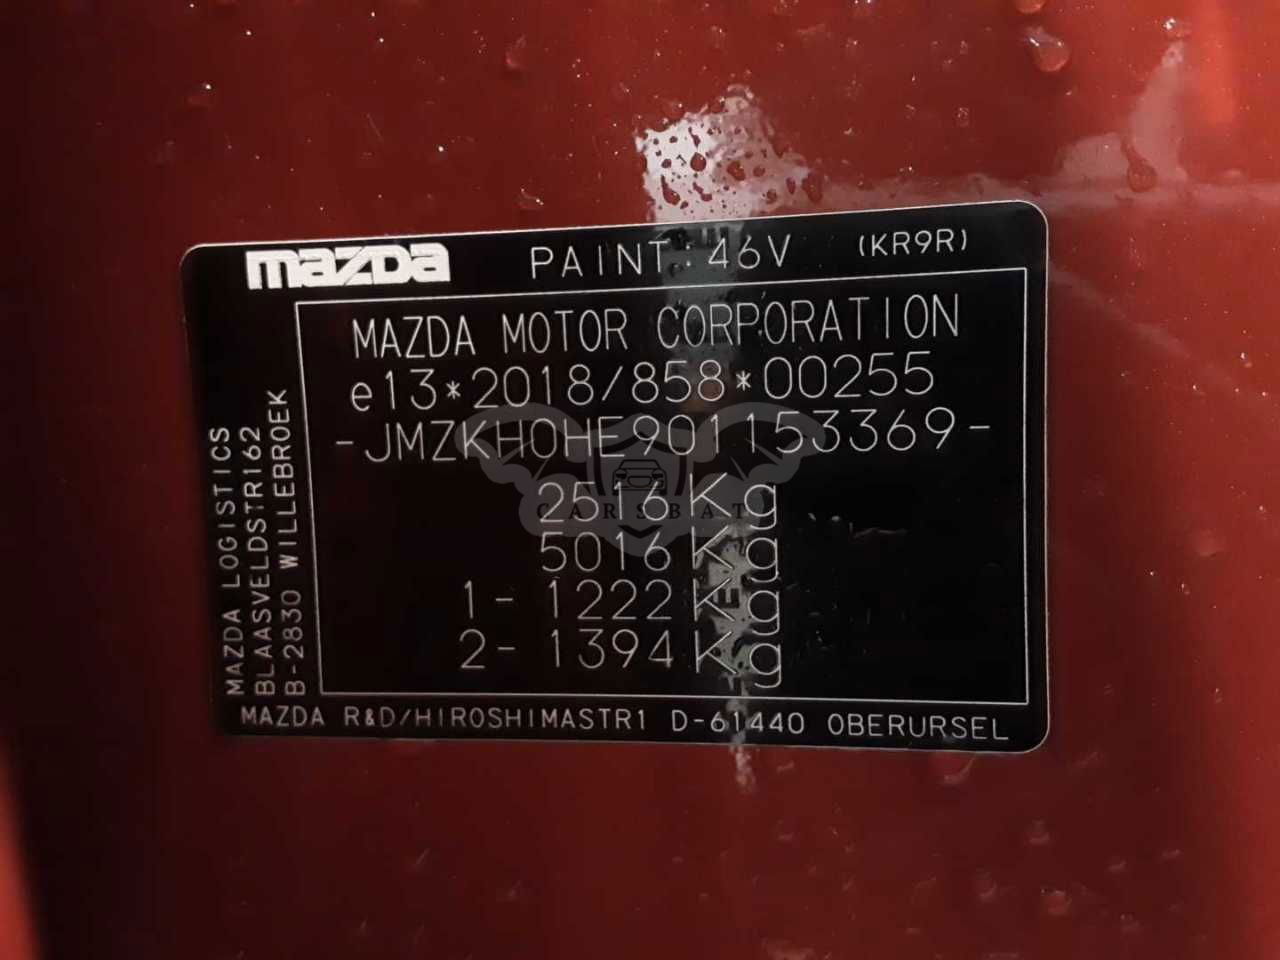 mazda PAINT: 46V (KR9R)
MAZDA MOTOR CORPORATION
e13*2018/858*00255
-JMZKH0HE901153369-
CARSBAT
2516Kg
5016Kg
1- 1222Kg
2- 1394Kg
MAZDA LOGISTICS
BLAASVELDSTR162
B-2830 WILLEBROEK
MAZDA R&D/HIROSHIMASTR1 D-61440 OBERURSEL